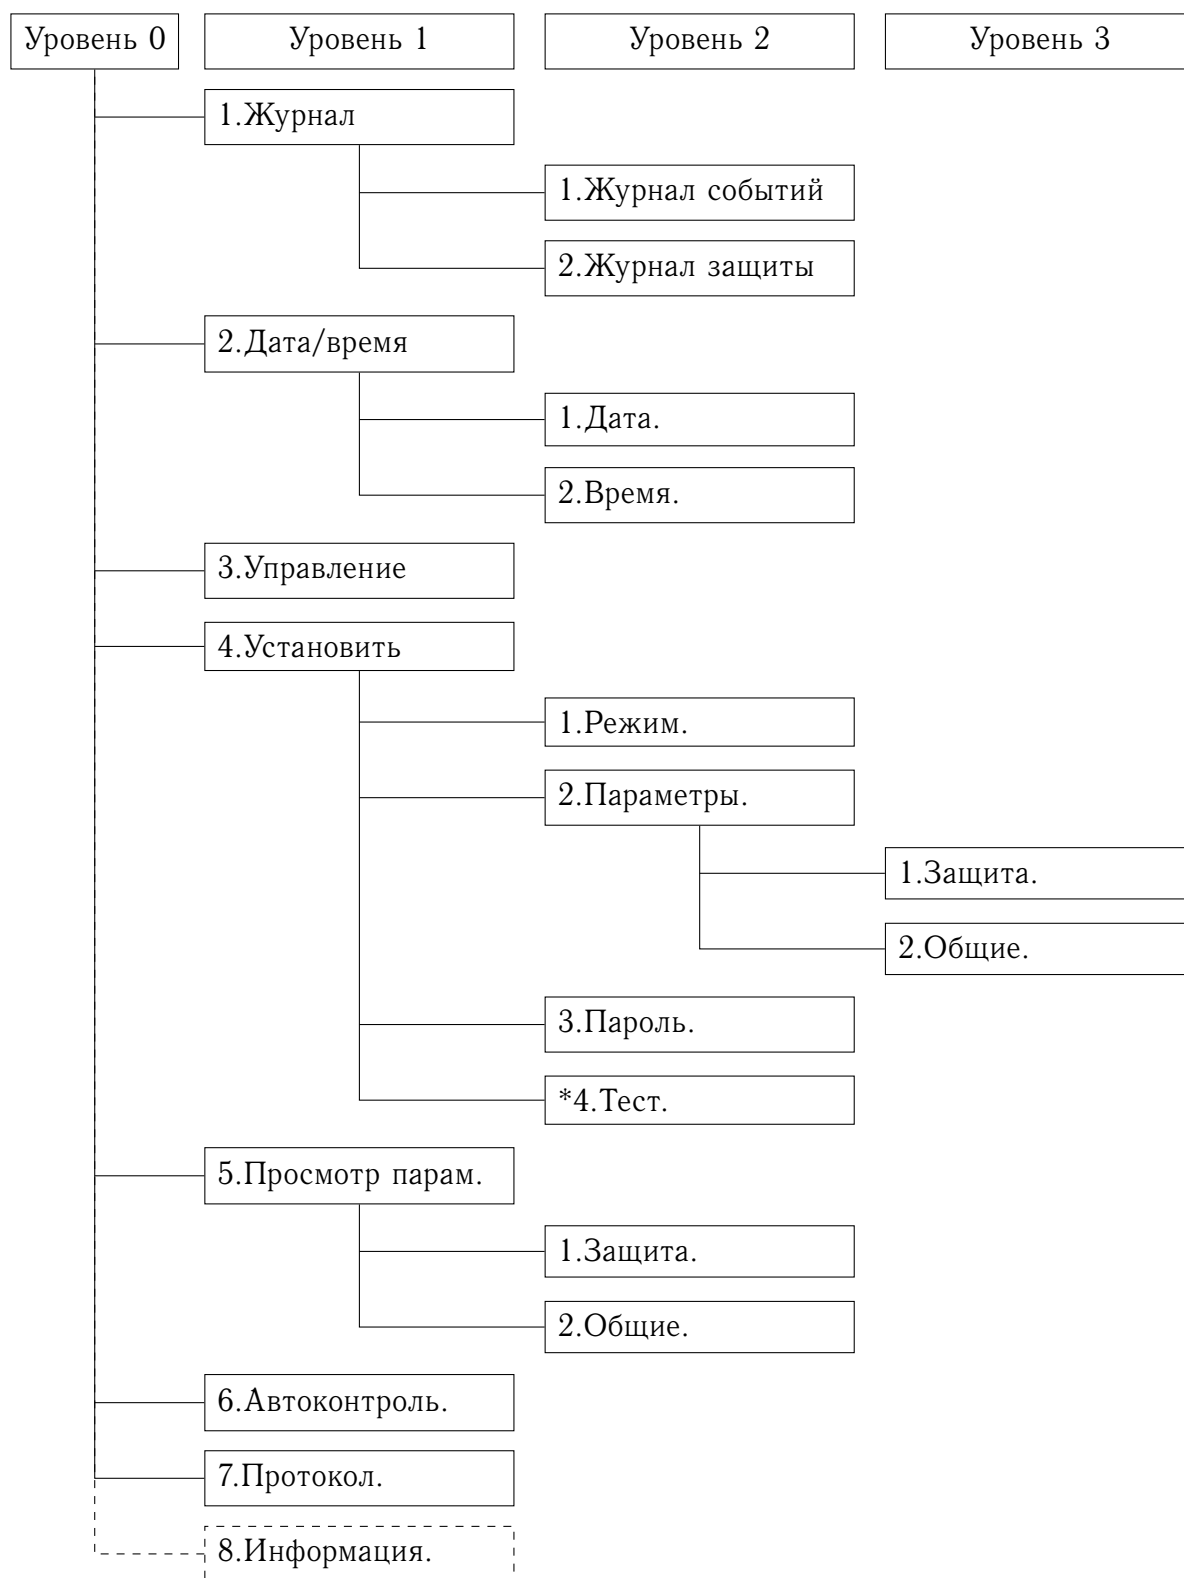 Уровень 0
Уровень 1
Уровень 2
Уровень 3
1.Журнал
1.Журнал событий
2.Журнал защиты
2.Дата/время
1.Дата.
2.Время.
3.Управление
4.Установить
1.Режим.
2.Параметры.
1.Защита.
2.Общие.
3.Пароль.
*4.Тест.
5.Просмотр парам.
1.Защита.
2.Общие.
6.Автоконтроль.
7.Протокол.
8.Информация.